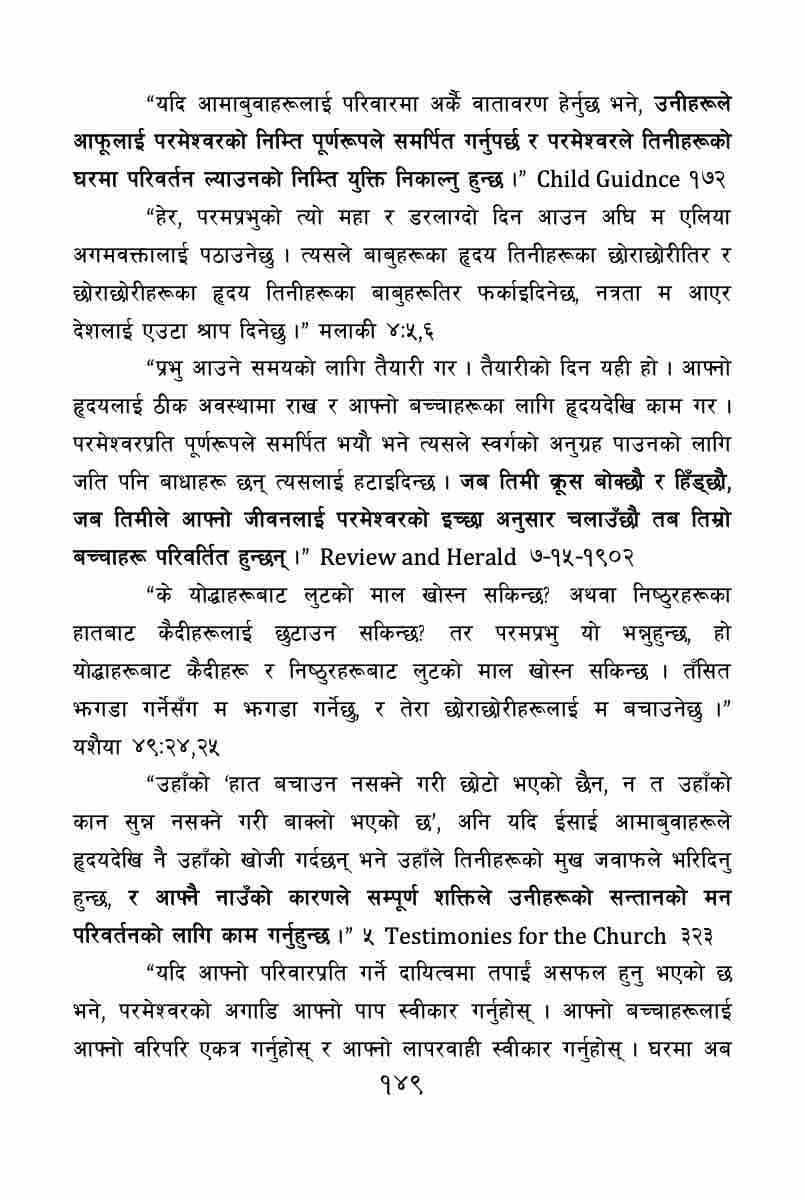 “यदि आमाबुवाहरूलाई परिवारमा अर्कै वातावरण हेर्नुछ भने, उनीहरूले
आफूलाई परमेश्वरको निम्ति पूर्णरूपले समर्पित गर्नुपर्छ र परमेश्वरले तिनीहरूको
घरमा परिवर्तन ल्याउनको निम्ति युक्ति निकाल्नु हुन्छ ।” Child Guidnce १७२
“हेर, परमप्रभुको त्यो महा र डरलाग्दो दिन आउन अघि म एलिया
अगमवक्तालाई पठाउनेछु । त्यसले बाबुहरूका हृदय तिनीहरूका छोराछोरीतिर र
छोराछोरीहरूका हृदय तिनीहरूका बाबुहरूतिर फर्काइदिनेछ, नत्रता म आएर
देशलाई एउटा श्राप दिनेछु ।” मलाकी ४:५,६
“प्रभु आउने समयको लागि तैयारी गर । तैयारीको दिन यही हो । आफ्नो
हृदयलाई ठीक अवस्थामा राख र आफ्नो बच्चाहरूका लागि हृदयदेखि काम गर ।
परमेश्वरप्रति पूर्णरूपले समर्पित भयौ भने त्यसले स्वर्गको अनुग्रह पाउनको लागि
जति पनि बाधाहरू छन् त्यसलाई हटाइदिन्छ । जब तिमी क्रूस बोक्छौ र हिँड्छौ,
जब तिमीले आफ्नो जीवनलाई परमेश्वरको इच्छा अनुसार चलाउँछौ तब तिम्रो
बच्चाहरू परिवर्तित हुन्छन् ।” Review and Herald ७-१५-१९०२
“के योद्धाहरूबाट लुटको माल खोस्न सकिन्छ? अथवा निष्ठुरहरूका
हातबाट कैदीहरूलाई छुटाउन सकिन्छ? तर परमप्रभु यो भन्नुहुन्छ, हो
योद्धाहरूबाट कैदीहरू र निष्ठुरहरूबाट लुटको माल खोस्न सकिन्छ । तँसित
झगडा गर्नेसँग म झगडा गर्नेछु, र तेरा छोराछोरीहरूलाई म बचाउनेछु ।”
यशैया ४९:२४,२५
“उहाँको ‘हात बचाउन नसक्ने गरी छोटो भएको छैन, न त उहाँको
कान सुन्न नसक्ने गरी बाक्लो भएको छ’, अनि यदि ईसाई आमाबुवाहरूले
हृदयदेखि नै उहाँको खोजी गर्दछन् भने उहाँले तिनीहरूको मुख जवाफले भरिदिनु
हुन्छ, र आफ्नै नाउँको कारणले सम्पूर्ण शक्तिले उनीहरूको सन्तानको मन
परिवर्तनको लागि काम गर्नुहुन्छ ।” ५ Testimonies for the Church ३२३
“यदि आफ्नो परिवारप्रति गर्ने दायित्वमा तपाईं असफल हुनु भएको छ
भने, परमेश्वरको अगाडि आफ्नो पाप स्वीकार गर्नुहोस् । आफ्नो बच्चाहरूलाई
आफ्नो वरिपरि एकत्र गर्नुहोस् र आफ्नो लापरवाही स्वीकार गर्नुहोस् । घरमा अब
१४९